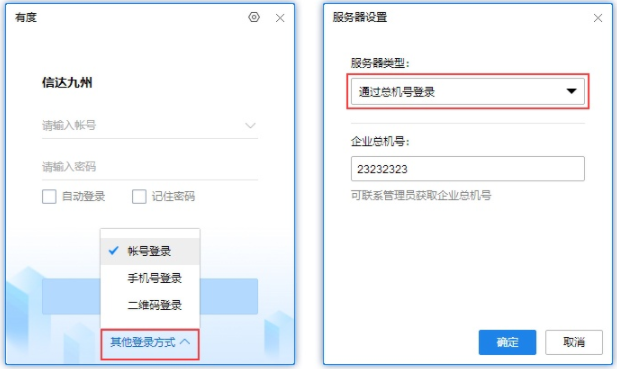 有度
信达九州
请输入帐号
请输入密码
自动登录
记住密码
帐号登录
手机号登录
二维码登录
其他登录方式
服务器设置
服务器类型：
通过总机号登录
企业总机号：
23232323
可联系管理员获取企业总机号
确定
取消